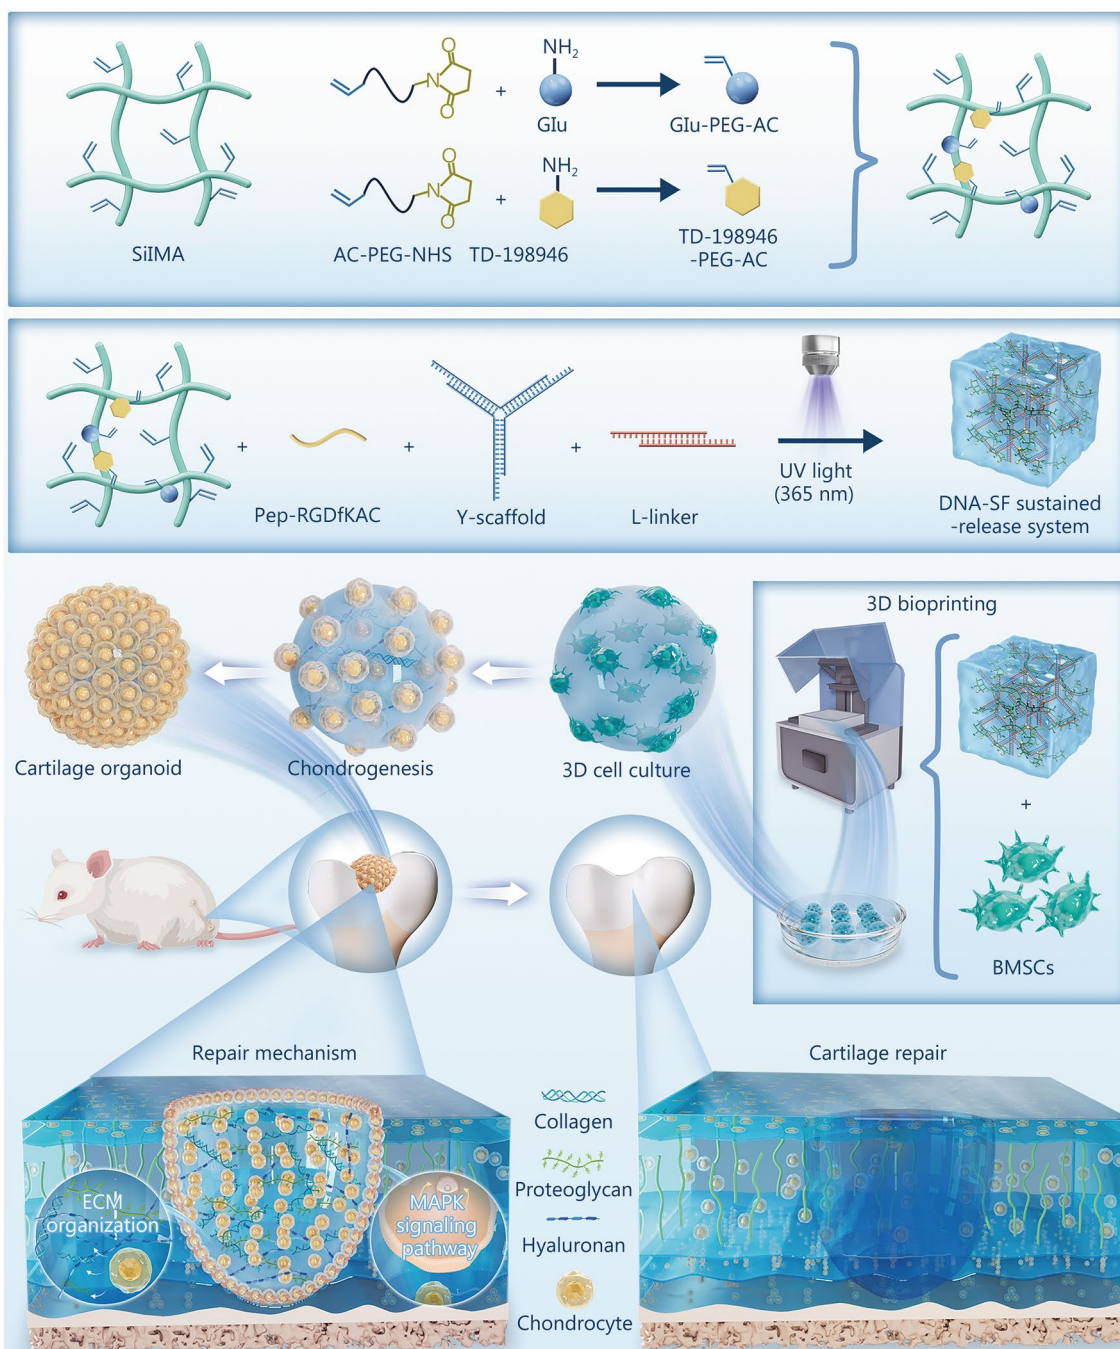 NH₂
O
N
O
+
GIu
GIu-PEG-AC
NH₂
O
N
O
+
SiIMA
AC-PEG-NHS
TD-198946
TD-198946
-PEG-AC
+
+
+
Pep-RGDfKAC
Y-scaffold
L-linker
UV light
(365 nm)
DNA-SF sustained
-release system
3D bioprinting
Cartilage organoid
Chondrogenesis
3D cell culture
+
BMSCs
Repair mechanism
Cartilage repair
Collagen
Proteoglycan
Hyaluronan
Chondrocyte
ECM
organization
MAPK
signaling
pathway